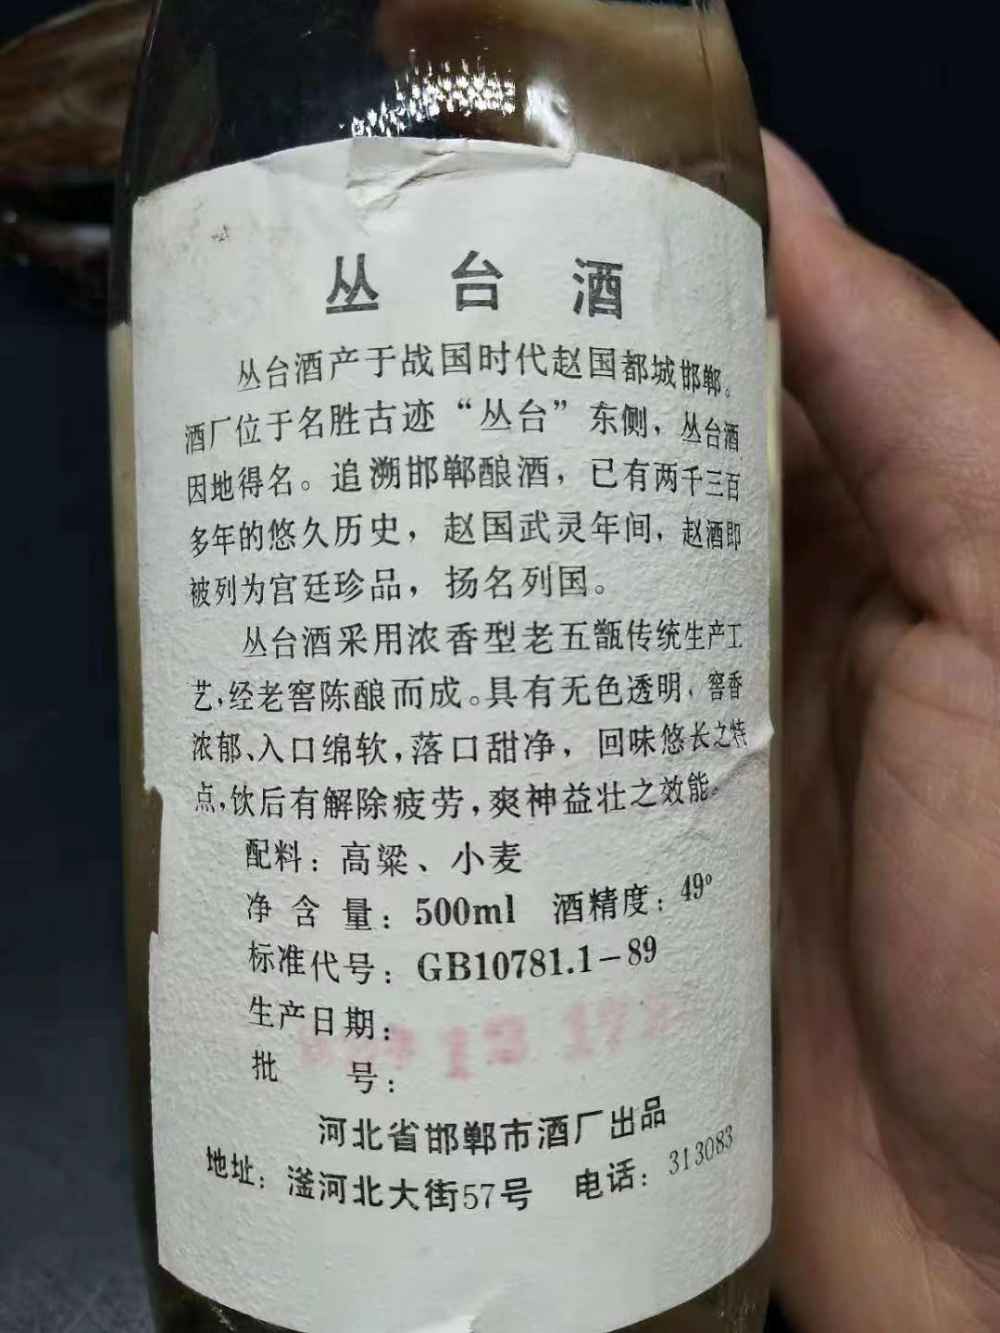 丛台酒
丛台酒产于战国时代赵国都城邯郸。
酒厂位于名胜古迹“丛台”东侧，丛台酒
因地得名。追溯邯郸酿酒，已有两千三百
多年的悠久历史，赵国武灵年间，赵酒即
被列为宫廷珍品，扬名列国。
丛台酒采用浓香型老五甑传统生产工
艺，经老窖陈酿而成。具有无色透明、窖香
浓郁、入口绵软，落口甜净，回味悠长之特
点，饮后有解除疲劳，爽神益壮之效能。
配料：高粱、小麦
净含量：500ml 酒精度：49°
标准代号：GB10781.1-89
生产日期：
批号：
河北省邯郸市酒厂出品
地址：滏河北大街57号 电话：313083